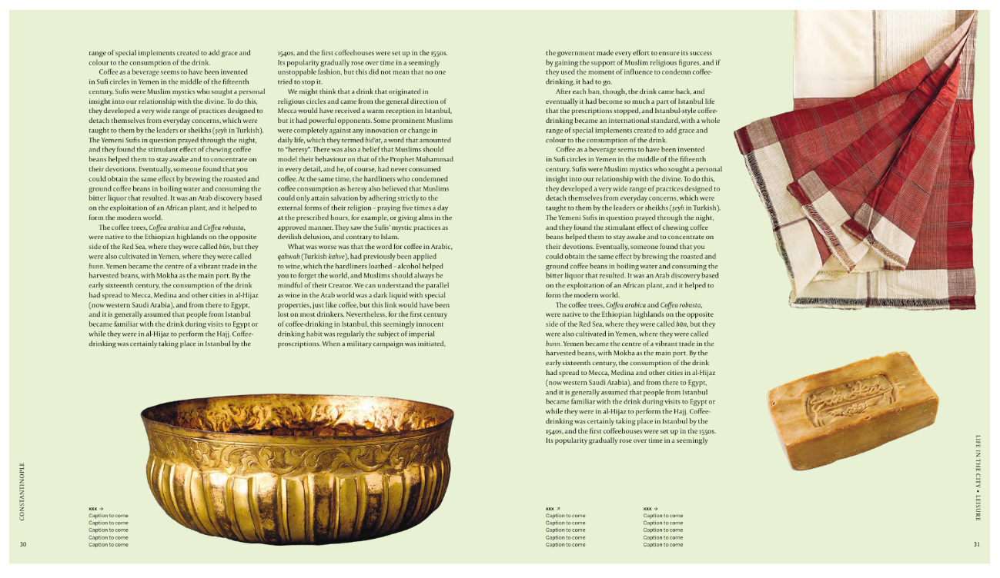 range of special implements created to add grace and
colour to the consumption of the drink.
Coffee as a beverage seems to have been invented
in Sufi circles in Yemen in the middle of the fifteenth
century. Sufis were Muslim mystics who sought a personal
insight into our relationship with the divine. To do this,
they developed a very wide range of practices designed to
detach themselves from everyday concerns, which were
taught to them by the leaders or sheikhs (şeyh in Turkish).
The Yemeni Sufis in question prayed through the night,
and they found the stimulant effect of chewing coffee
beans helped them to stay awake and to concentrate on
their devotions. Eventually, someone found that you
could obtain the same effect by brewing the roasted and
ground coffee beans in boiling water and consuming the
bitter liquor that resulted. It was an Arab discovery based
on the exploitation of an African plant, and it helped to
form the modern world.
The coffee trees, Coffea arabica and Coffea robusta,
were native to the Ethiopian highlands on the opposite
side of the Red Sea, where they were called būn, but they
were also cultivated in Yemen, where they were called
bunn. Yemen became the centre of a vibrant trade in the
harvested beans, with Mokha as the main port. By the
early sixteenth century, the consumption of the drink
had spread to Mecca, Medina and other cities in al-Hijaz
(now western Saudi Arabia), and from there to Egypt,
and it is generally assumed that people from Istanbul
became familiar with the drink during visits to Egypt or
while they were in al-Hijaz to perform the Hajj. Coffee-
drinking was certainly taking place in Istanbul by the
1540s, and the first coffeehouses were set up in the 1550s.
Its popularity gradually rose over time in a seemingly
unstoppable fashion, but this did not mean that no one
tried to stop it.
We might think that a drink that originated in
religious circles and came from the general direction of
Mecca would have received a warm reception in Istanbul,
but it had powerful opponents. Some prominent Muslims
were completely against any innovation or change in
daily life, which they termed bid'at, a word that amounted
to “heresy”. There was also a belief that Muslims should
model their behaviour on that of the Prophet Muhammad
in every detail, and he, of course, had never consumed
coffee. At the same time, the hardliners who condemned
coffee consumption as heresy also believed that Muslims
could only attain salvation by adhering strictly to the
external forms of their religion – praying five times a day
at the prescribed hours, for example, or giving alms in the
approved manner. They saw the Sufis’ mystic practices as
devilish delusion, and contrary to Islam.
What was worse was that the word for coffee in Arabic,
qahwah (Turkish kahve), had previously been applied
to wine, which the hardliners loathed – alcohol helped
you to forget the world, and Muslims should always be
mindful of their Creator. We can understand the parallel
as wine in the Arab world was a dark liquid with special
properties, just like coffee, but this link would have been
lost on most drinkers. Nevertheless, for the first century
of coffee-drinking in Istanbul, this seemingly innocent
drinking habit was regularly the subject of imperial
proscriptions. When a military campaign was initiated,
CONSTANTINOPLE
30
xxx →
Caption to come
Caption to come
Caption to come
Caption to come
Caption to come
the government made every effort to ensure its success
by gaining the support of Muslim religious figures, and if
they used the moment of influence to condemn coffee-
drinking, it had to go.
After each ban, though, the drink came back, and
eventually it had become so much a part of Istanbul life
that the prescriptions stopped, and Istanbul-style coffee-
drinking became an international standard, with a whole
range of special implements created to add grace and
colour to the consumption of the drink.
Coffee as a beverage seems to have been invented
in Sufi circles in Yemen in the middle of the fifteenth
century. Sufis were Muslim mystics who sought a personal
insight into our relationship with the divine. To do this,
they developed a very wide range of practices designed to
detach themselves from everyday concerns, which were
taught to them by the leaders or sheikhs (şeyh in Turkish).
The Yemeni Sufis in question prayed through the night,
and they found the stimulant effect of chewing coffee
beans helped them to stay awake and to concentrate on
their devotions. Eventually, someone found that you
could obtain the same effect by brewing the roasted and
ground coffee beans in boiling water and consuming the
bitter liquor that resulted. It was an Arab discovery based
on the exploitation of an African plant, and it helped to
form the modern world.
The coffee trees, Coffea arabica and Coffea robusta,
were native to the Ethiopian highlands on the opposite
side of the Red Sea, where they were called būn, but they
were also cultivated in Yemen, where they were called
bunn. Yemen became the centre of a vibrant trade in the
harvested beans, with Mokha as the main port. By the
early sixteenth century, the consumption of the drink
had spread to Mecca, Medina and other cities in al-Hijaz
(now western Saudi Arabia), and from there to Egypt,
and it is generally assumed that people from Istanbul
became familiar with the drink during visits to Egypt or
while they were in al-Hijaz to perform the Hajj. Coffee-
drinking was certainly taking place in Istanbul by the
1540s, and the first coffeehouses were set up in the 1550s.
Its popularity gradually rose over time in a seemingly
xxx ↗
Caption to come
Caption to come
Caption to come
Caption to come
Caption to come
xxx →
Caption to come
Caption to come
Caption to come
Caption to come
Caption to come
LIFE IN THE CITY • LEISURE
31